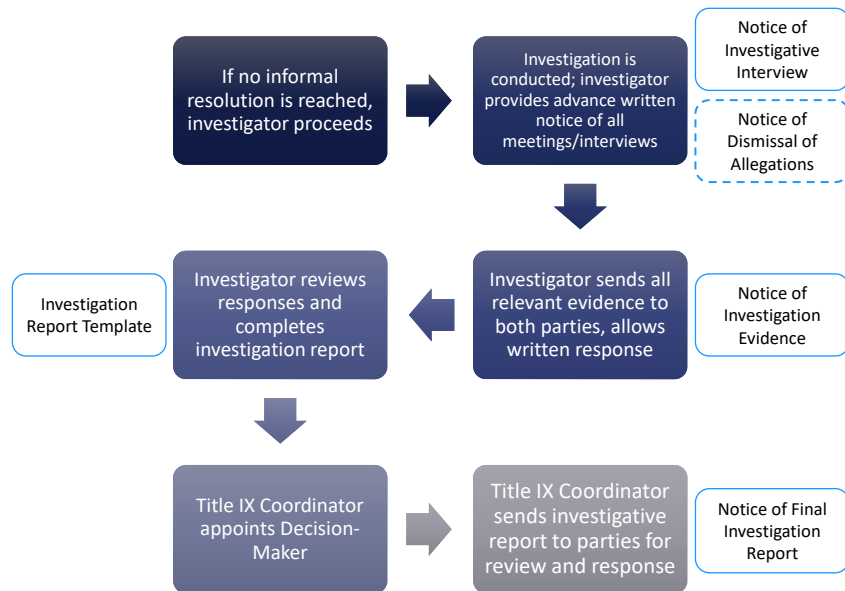 If no informal
resolution is reached,
investigator proceeds
Investigation is
conducted; investigator
provides advance written
notice of all
meetings/interviews
Notice of
Investigative
Interview
Notice of
Dismissal of
Allegations
Investigator sends all
relevant evidence to
both parties, allows
written response
Notice of
Investigation
Evidence
Investigator reviews
responses and
completes
investigation report
Investigation
Report Template
Title IX Coordinator
appoints Decision-
Maker
Title IX Coordinator
sends investigative
report to parties for
review and response
Notice of Final
Investigation
Report